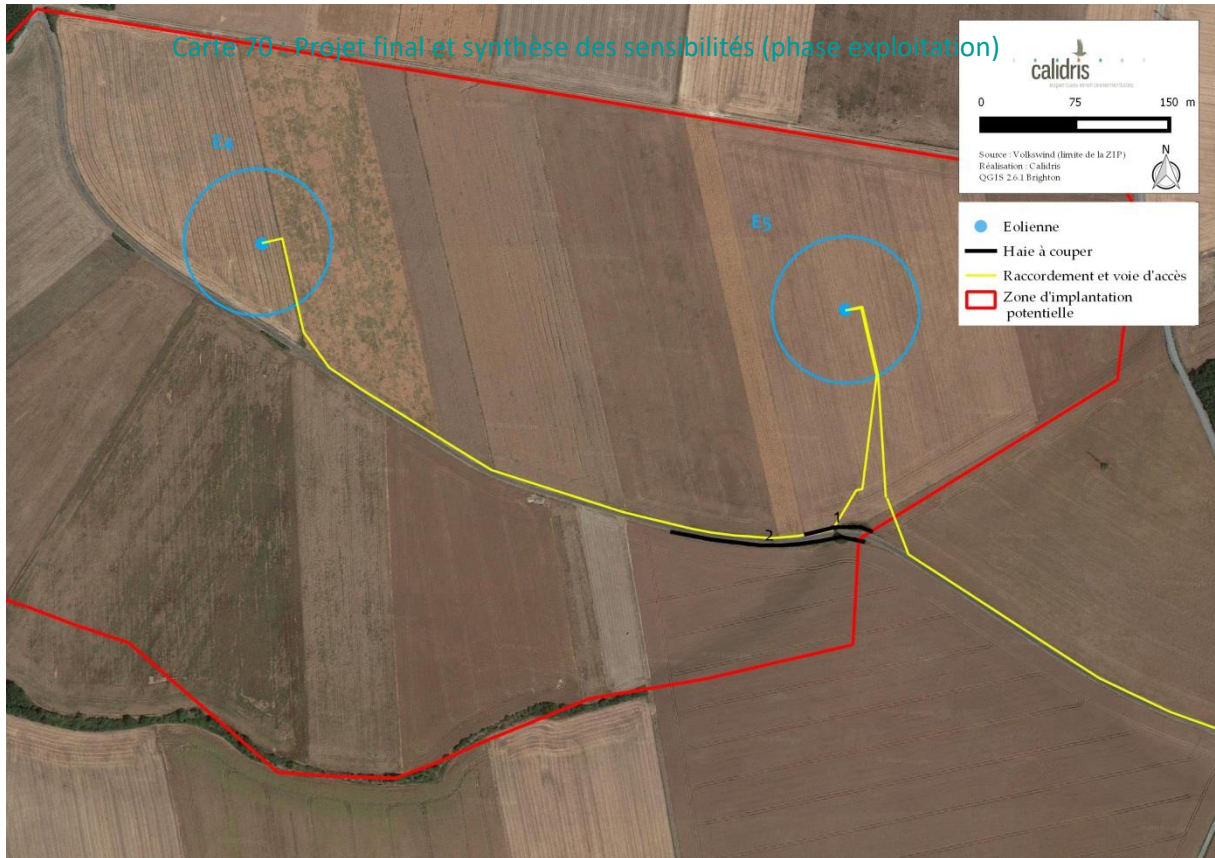 Carte 70 : Projet final et synthèse des sensibilités (phase exploitation)
calidris
expertises environnementales
0 75 150 m
Source : Volkswind (limite de la ZIP)
Réalisation : Calidris
QGIS 2.6.1 Brighton
N
Eolienne
Haie à couper
Raccordement et voie d'accès
Zone d'implantation
potentielle
E4
E5
1
2